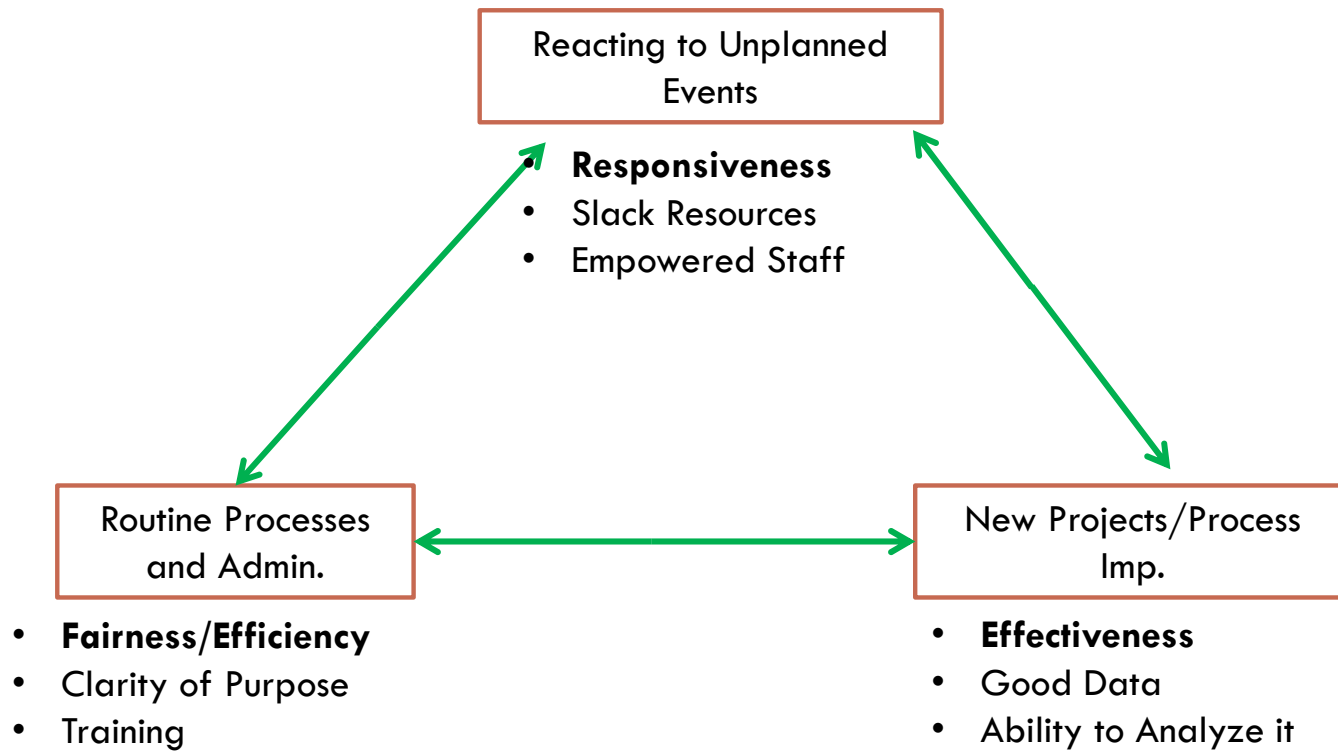 Reacting to Unplanned
Events
• Responsiveness
• Slack Resources
• Empowered Staff
Routine Processes
and Admin.
• Fairness/Efficiency
• Clarity of Purpose
• Training
New Projects/Process
Imp.
• Effectiveness
• Good Data
• Ability to Analyze it